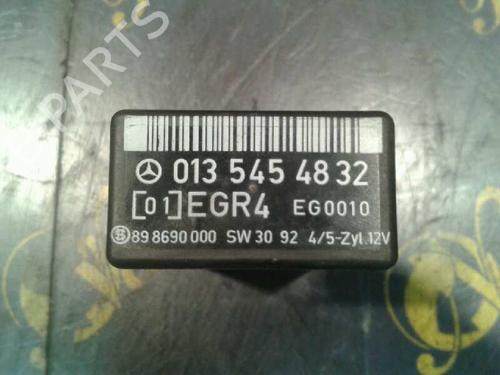 PARTS
013 545 48 32
[01] EGR4 EG0010
89 8690 000 SW 30 92 4/5-Zyl.12V